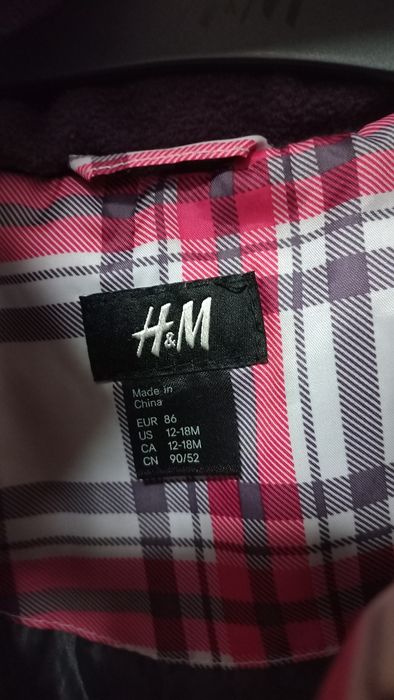 H&M
H&M
Made in
China
EUR 86
US 12-18M
CA 12-18M
CN 90/52